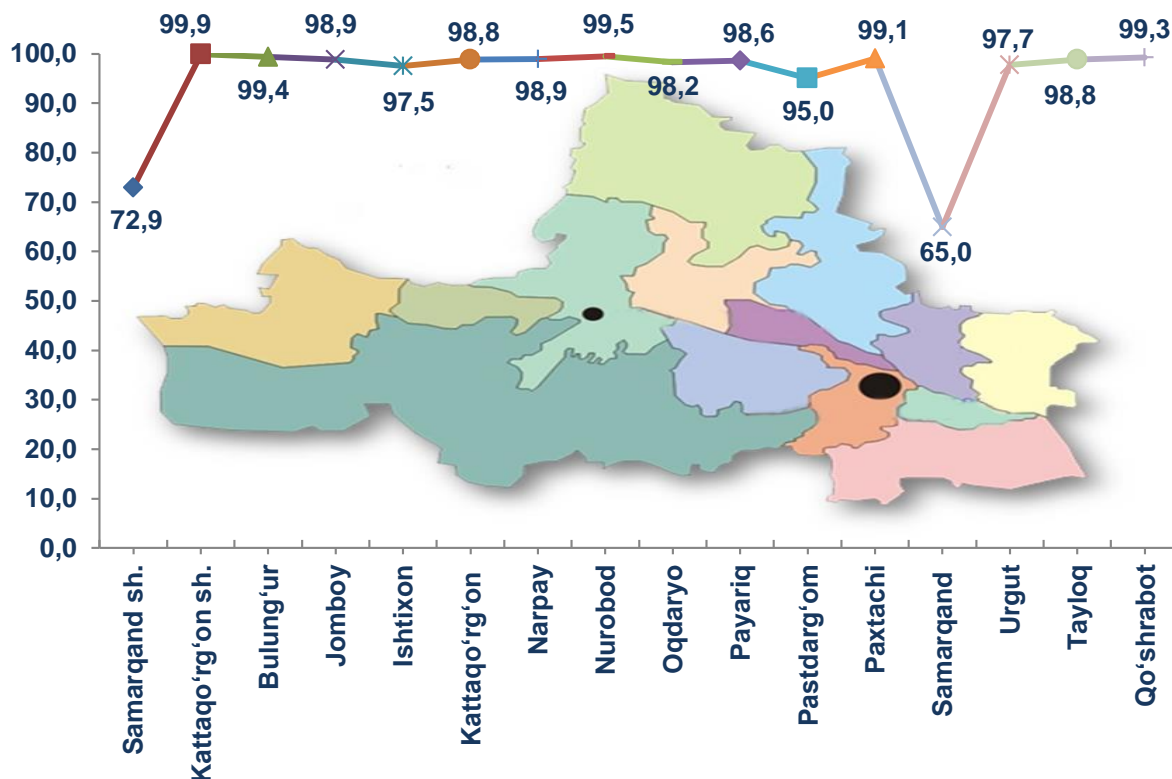 99,9
98,9
98,8
99,5
98,6
99,1
97,7
99,3
100,0
99,4
97,5
98,9
98,2
95,0
98,8
90,0
80,0
70,0
72,9
60,0
65,0
50,0
40,0
30,0
20,0
10,0
0,0
Samarqand sh.
Kattaqo‘rg‘on sh.
Bulung‘ur
Jomboy
Ishtixon
Kattaqo‘rg‘on
Narpay
Nurobod
Oqdaryo
Payariq
Pastdarg‘om
Paxtachi
Samarqand
Urgut
Tayloq
Qo‘shrabot